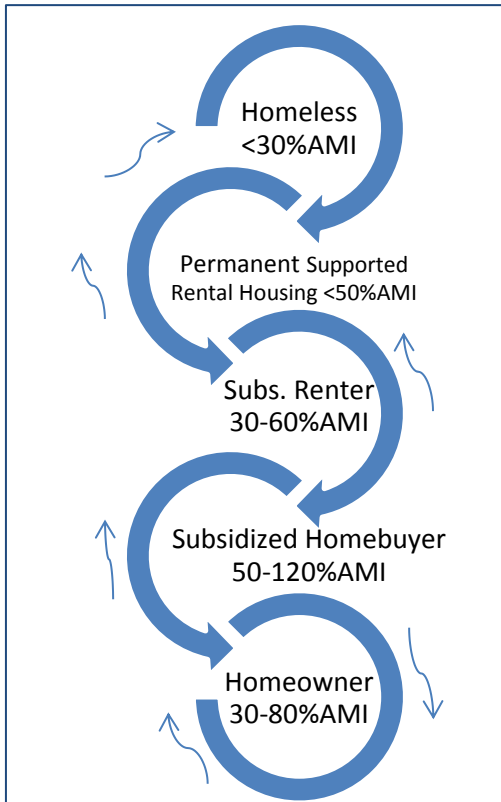 Homeless
<30%AMI
Permanent Supported
Rental Housing <50%AMI
Subs. Renter
30-60%AMI
Subsidized Homebuyer
50-120%AMI
Homeowner
30-80%AMI